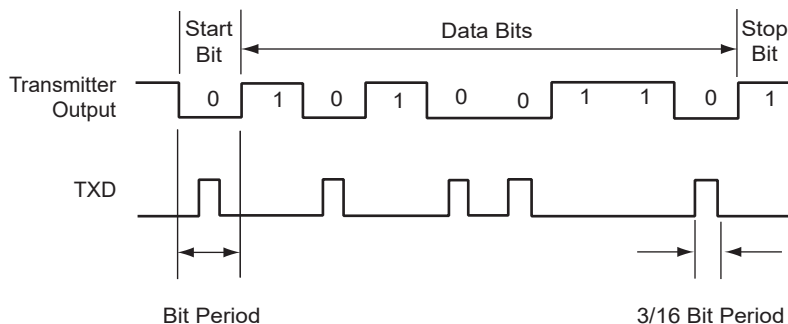 Start
Bit
Data Bits
Stop
Bit
Transmitter
Output
0 1 0 1 0 0 1 1 0 1
TXD
Bit Period
3/16 Bit Period